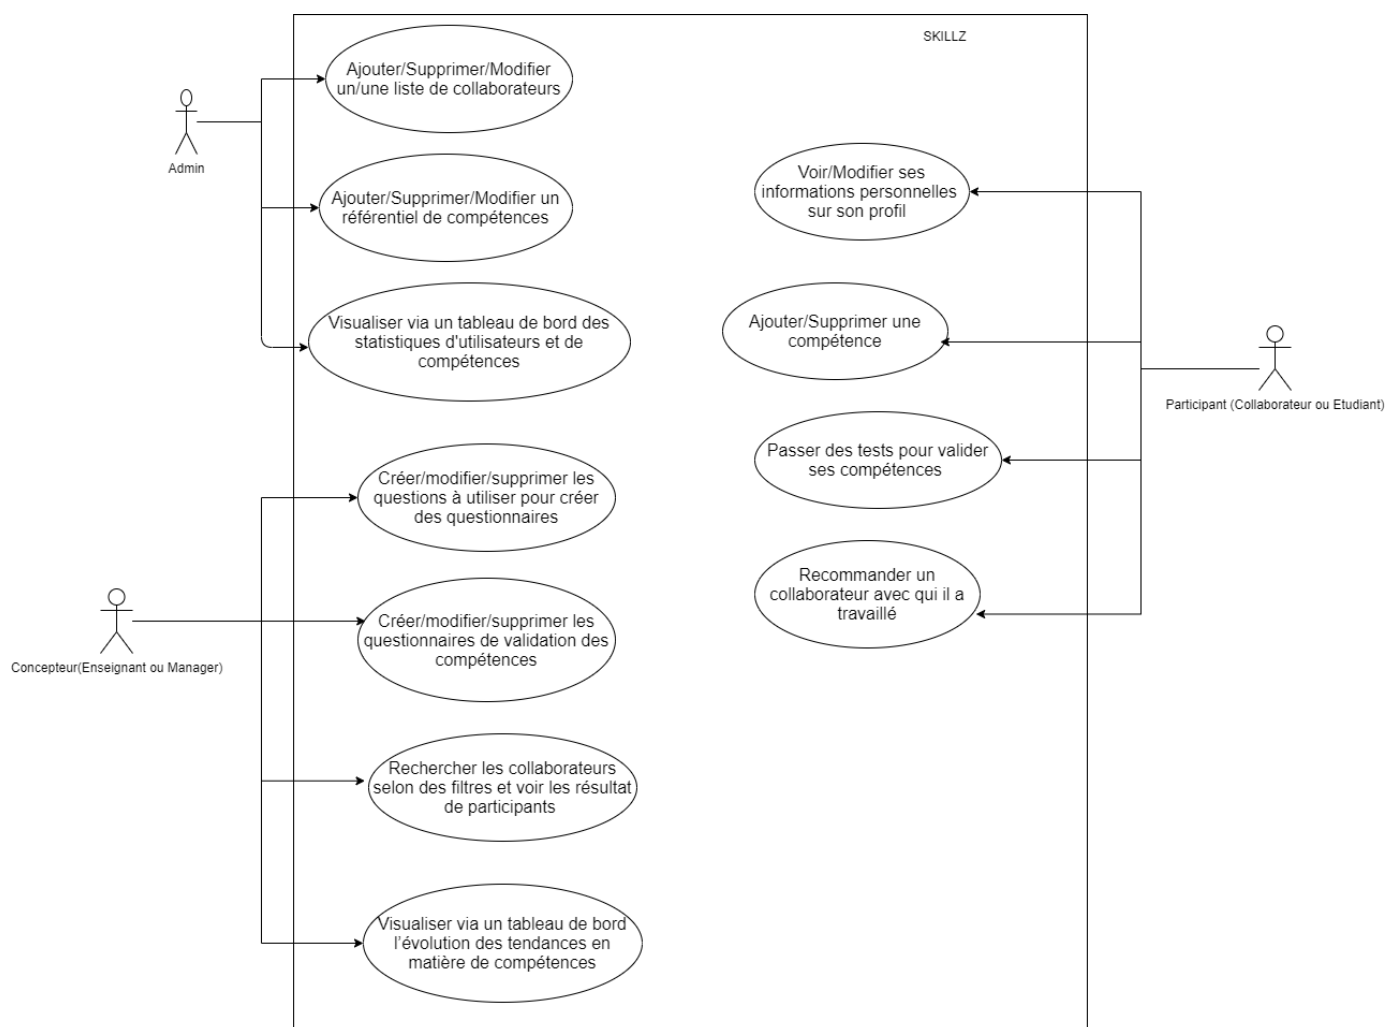 SKILLZ
Ajouter/Supprimer/Modifier
un/une liste de collaborateurs
Admin
Ajouter/Supprimer/Modifier un
référentiel de compétences
Visualiser via un tableau de bord des
statistiques d'utilisateurs et de
compétences
Créer/modifier/supprimer les
questions à utiliser pour créer
des questionnaires
Concepteur(Enseignant ou Manager)
Créer/modifier/supprimer les
questionnaires de validation des
compétences
Rechercher les collaborateurs
selon des filtres et voir les résultat
de participants
Visualiser via un tableau de bord
l'évolution des tendances en
matière de compétences
Voir/Modifier ses
informations personnelles
sur son profil
Ajouter/Supprimer une
compétence
Participant (Collaborateur ou Etudiant)
Passer des tests pour valider
ses compétences
Recommander un
collaborateur avec qui il a
travaillé